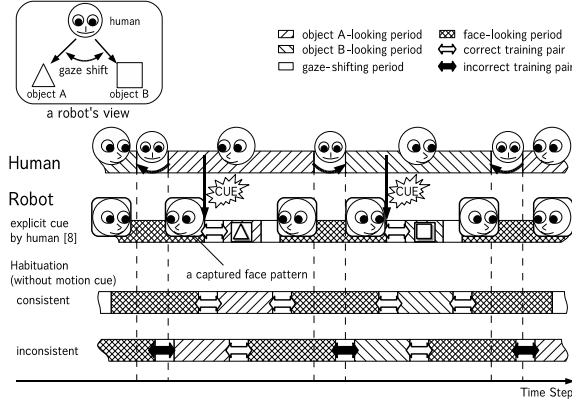 human
gaze shift
object A
object B
a robot's view
object A-looking period
object B-looking period
gaze-shifting period
face-looking period
correct training pair
incorrect training pair
Human
CUE
CUE
Robot
explicit cue
by human [8]
a captured face pattern
Habituation
(without motion cue)
consistent
inconsistent
Time Step